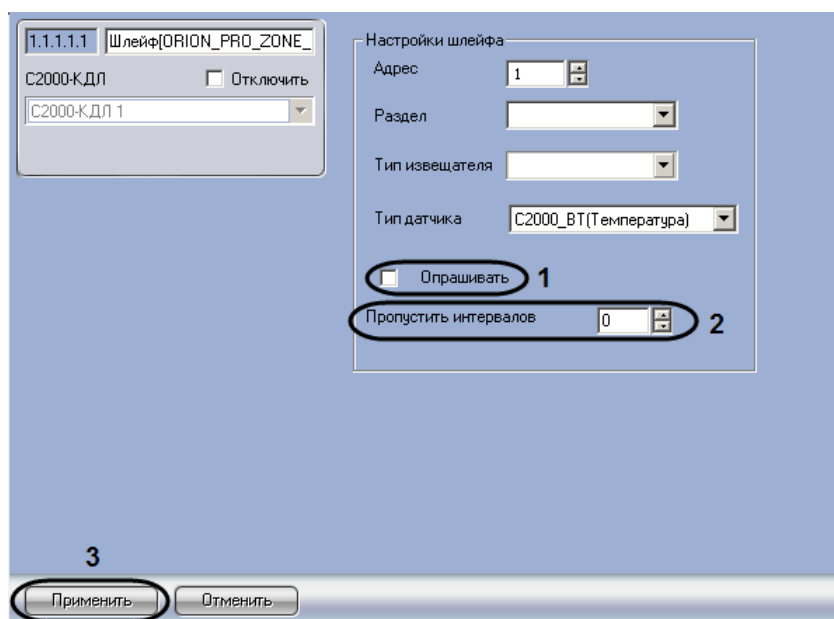 1.1.1.1.1 Шлейф[ORION_PRO_ZONE_
С2000-КДЛ Отключить
С2000-КДЛ 1
Настройки шлейфа
Адрес 1
Раздел
Тип извещателя
Тип датчика С2000_ВТ(Температура)
Опрашивать 1
Пропустить интервалов 0 2
3
Применить Отменить